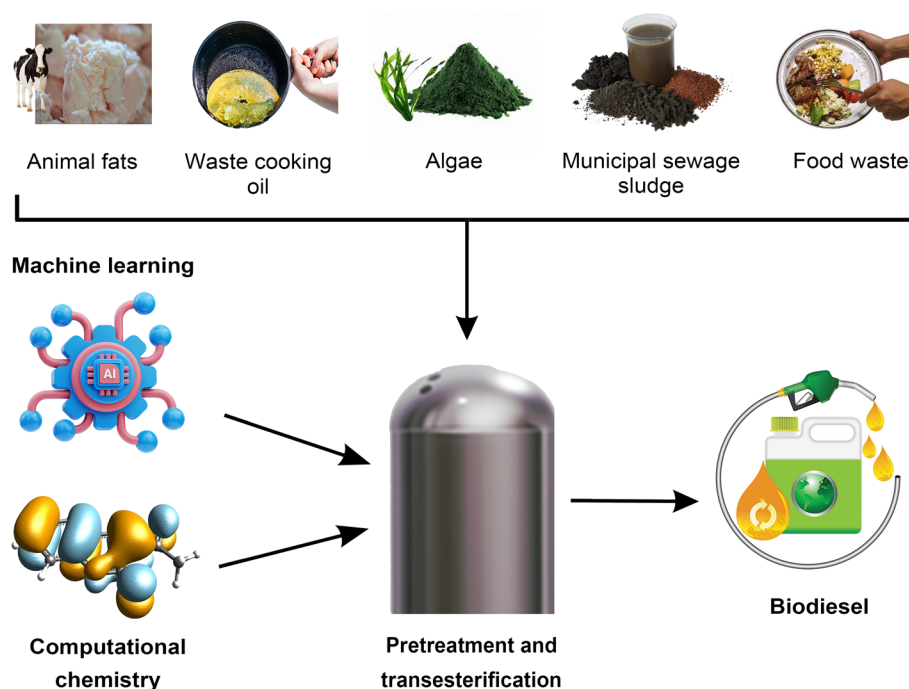 Animal fats
Waste cooking
oil
Algae
Municipal sewage
sludge
Food waste
Machine learning
AI
Computational
chemistry
Pretreatment and
transesterification
Biodiesel